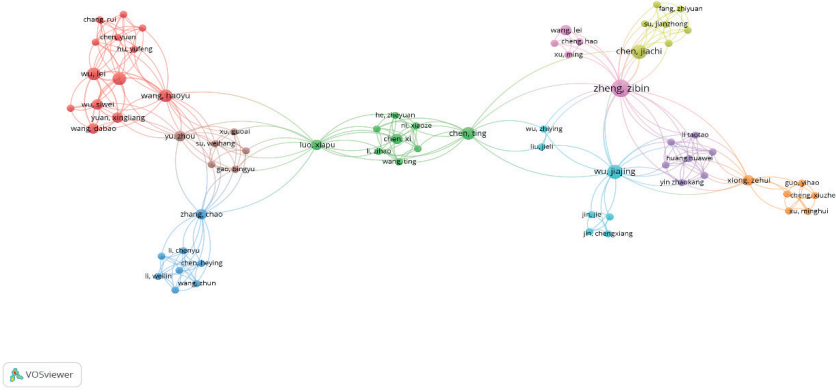 chang, rui
chen, yuan
hu, yufeng
wu, lei
wang, haoyu
wu, siwei
yuan, xingliang
wang, dabao
yu, zhou
xu, guoai
su, weihang
gao, bingyu
zhang, chao
li, chenyu
chen, heying
li, weilin
wang, zhun
luo, xiapu
he, zheyuan
ni, xiaoze
chen, xi
li, zihao
wang, ting
chen, ting
wu, zhiying
liu, jieli
wang, lei
cheng, hao
xu, ming
fang, zhiyuan
su, jianzhong
chen, jiachi
zheng, zibin
li taotao
huang huawei
yin zhaokang
wu, jiajing
jin, jie
jin, chengxiang
xiong, zehui
guo, yihao
cheng, xiuzhe
xu, minghui
VOSviewer